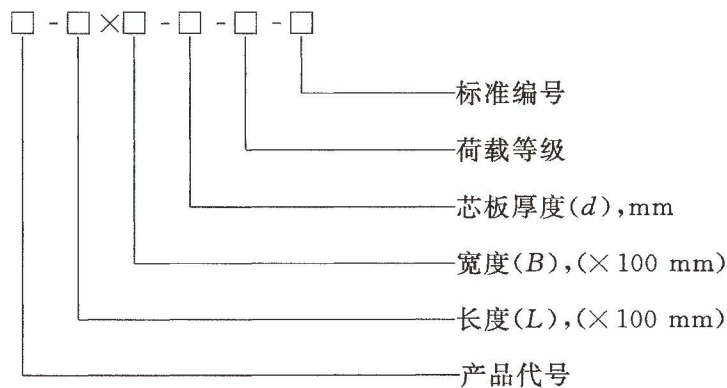 □-□×□-□-□-□
标准编号
荷载等级
芯板厚度(d),mm
宽度(B),(×100 mm)
长度(L),(×100 mm)
产品代号